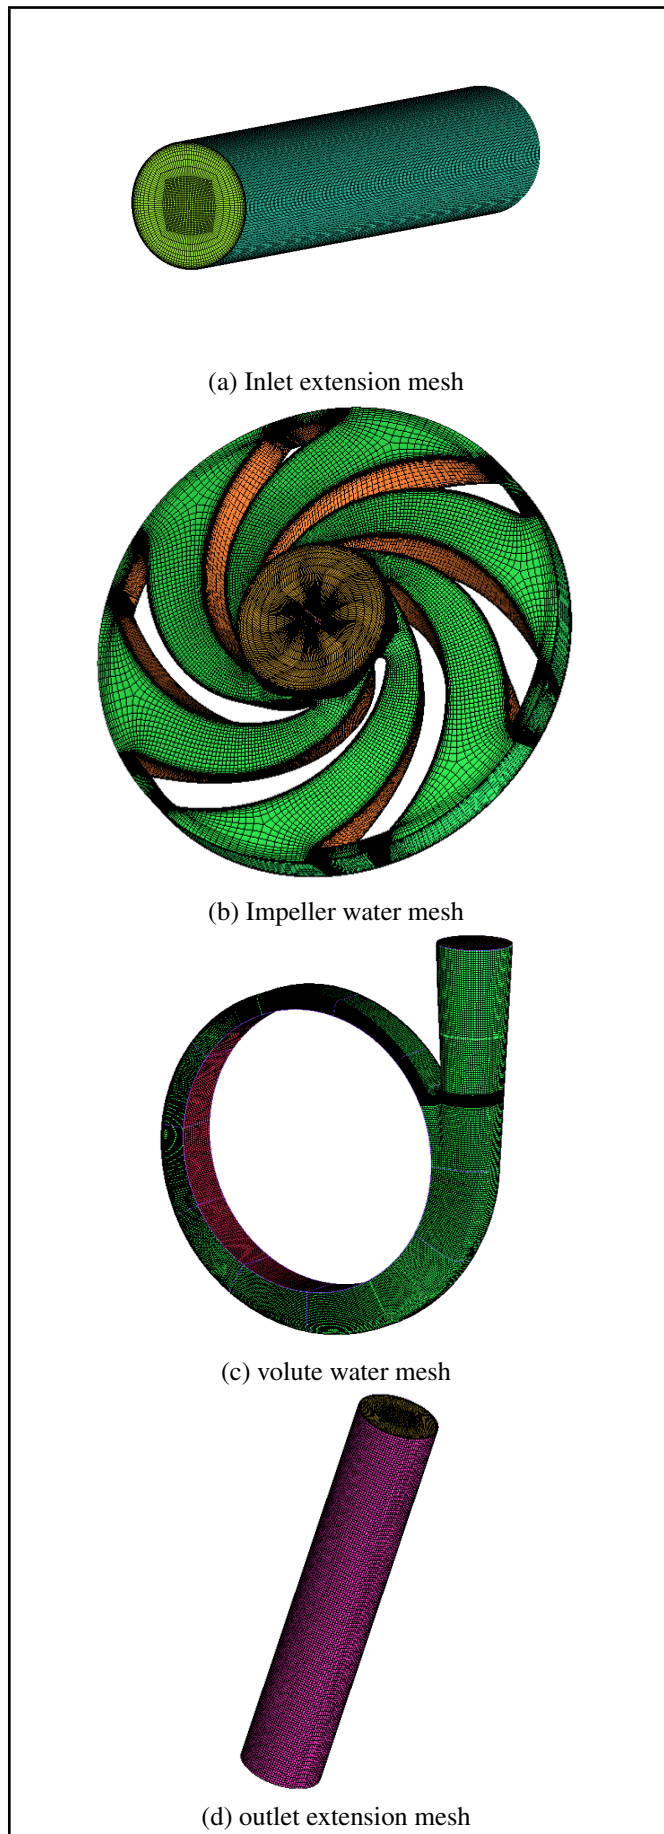 (a) Inlet extension mesh
(b) Impeller water mesh
(c) volute water mesh
(d) outlet extension mesh